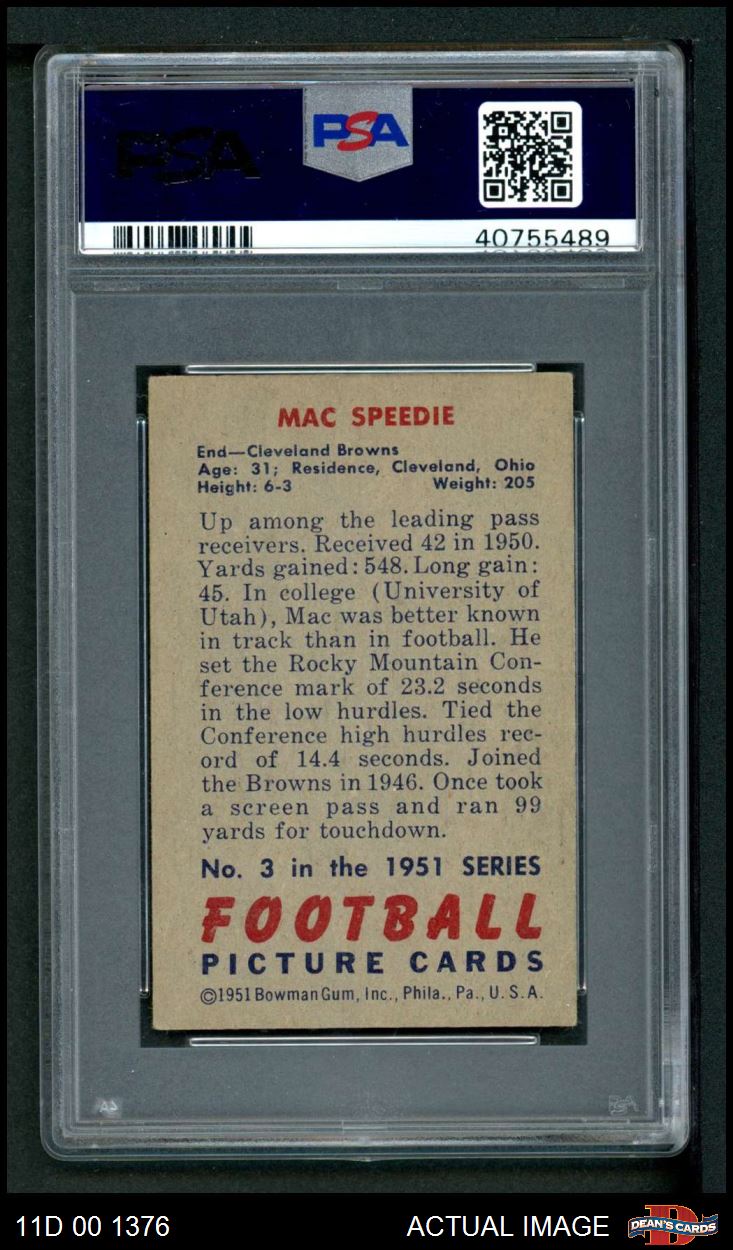 PSA
PSA
40755489
MAC SPEEDIE
End—Cleveland Browns
Age: 31; Residence, Cleveland, Ohio
Height: 6-3 Weight: 205
Up among the leading pass
receivers. Received 42 in 1950.
Yards gained: 548. Long gain:
45. In college (University of
Utah), Mac was better known
in track than in football. He
set the Rocky Mountain Con-
ference mark of 23.2 seconds
in the low hurdles. Tied the
Conference high hurdles rec-
ord of 14.4 seconds. Joined
the Browns in 1946. Once took
a screen pass and ran 99
yards for touchdown.
No. 3 in the 1951 SERIES
FOOTBALL
PICTURE CARDS
©1951 Bowman Gum, Inc., Phila., Pa., U. S. A.
PSA
11D 00 1376
ACTUAL IMAGE
D
DEAN'S CARDS